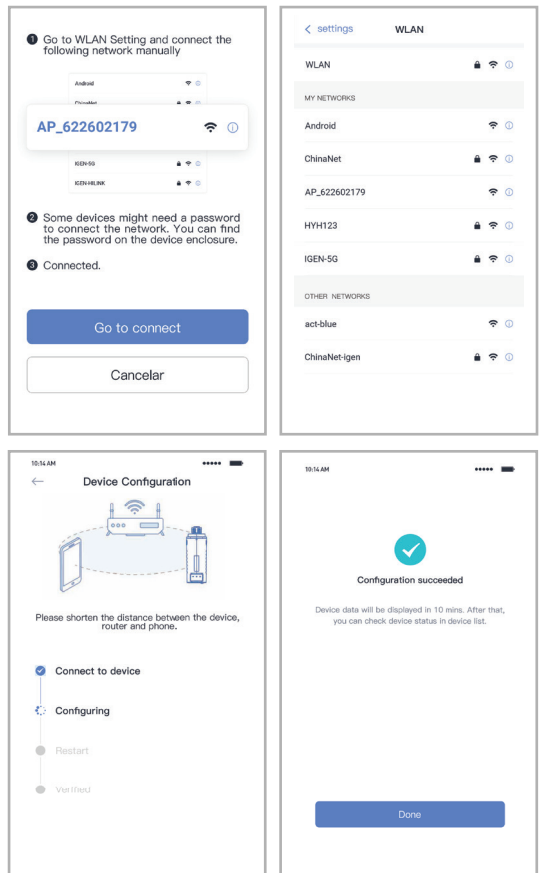 1 Go to WLAN Setting and connect the
following network manually
Android
ChinaNet
AP_622602179
IGEN-5G
IGEN-HILINK
2 Some devices might need a password
to connect the network. You can find
the password on the device enclosure.
3 Connected.
Go to connect
Cancelar
settings WLAN
WLAN
MY NETWORKS
Android
ChinaNet
AP_622602179
HYH123
IGEN-5G
OTHER NETWORKS
act-blue
ChinaNet-igen
10:14 AM
Device Configuration
Please shorten the distance between the device,
router and phone.
Connect to device
Configuring
Restart
Verified
10:14 AM
Configuration succeeded
Device data will be displayed in 10 mins. After that,
you can check device status in device list.
Done